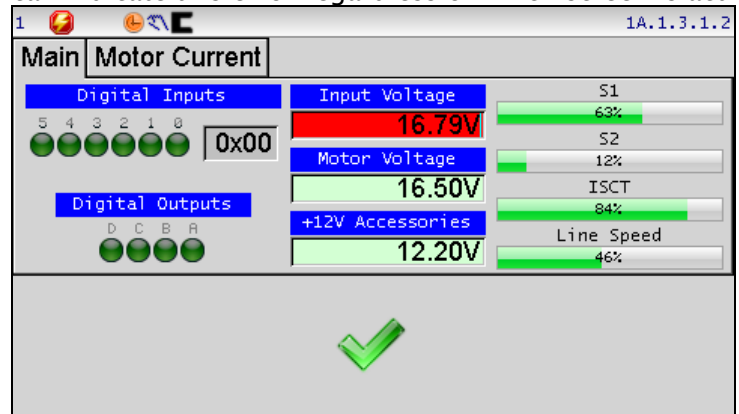 1 1A.1.3.1.2
Main Motor Current
Digital Inputs
5 4 3 2 1 0
0x00
Digital Outputs
D C B A
Input Voltage
16.79V
Motor Voltage
16.50V
+12V Accessories
12.20V
S1
63%
S2
12%
ISCT
84%
Line Speed
46%